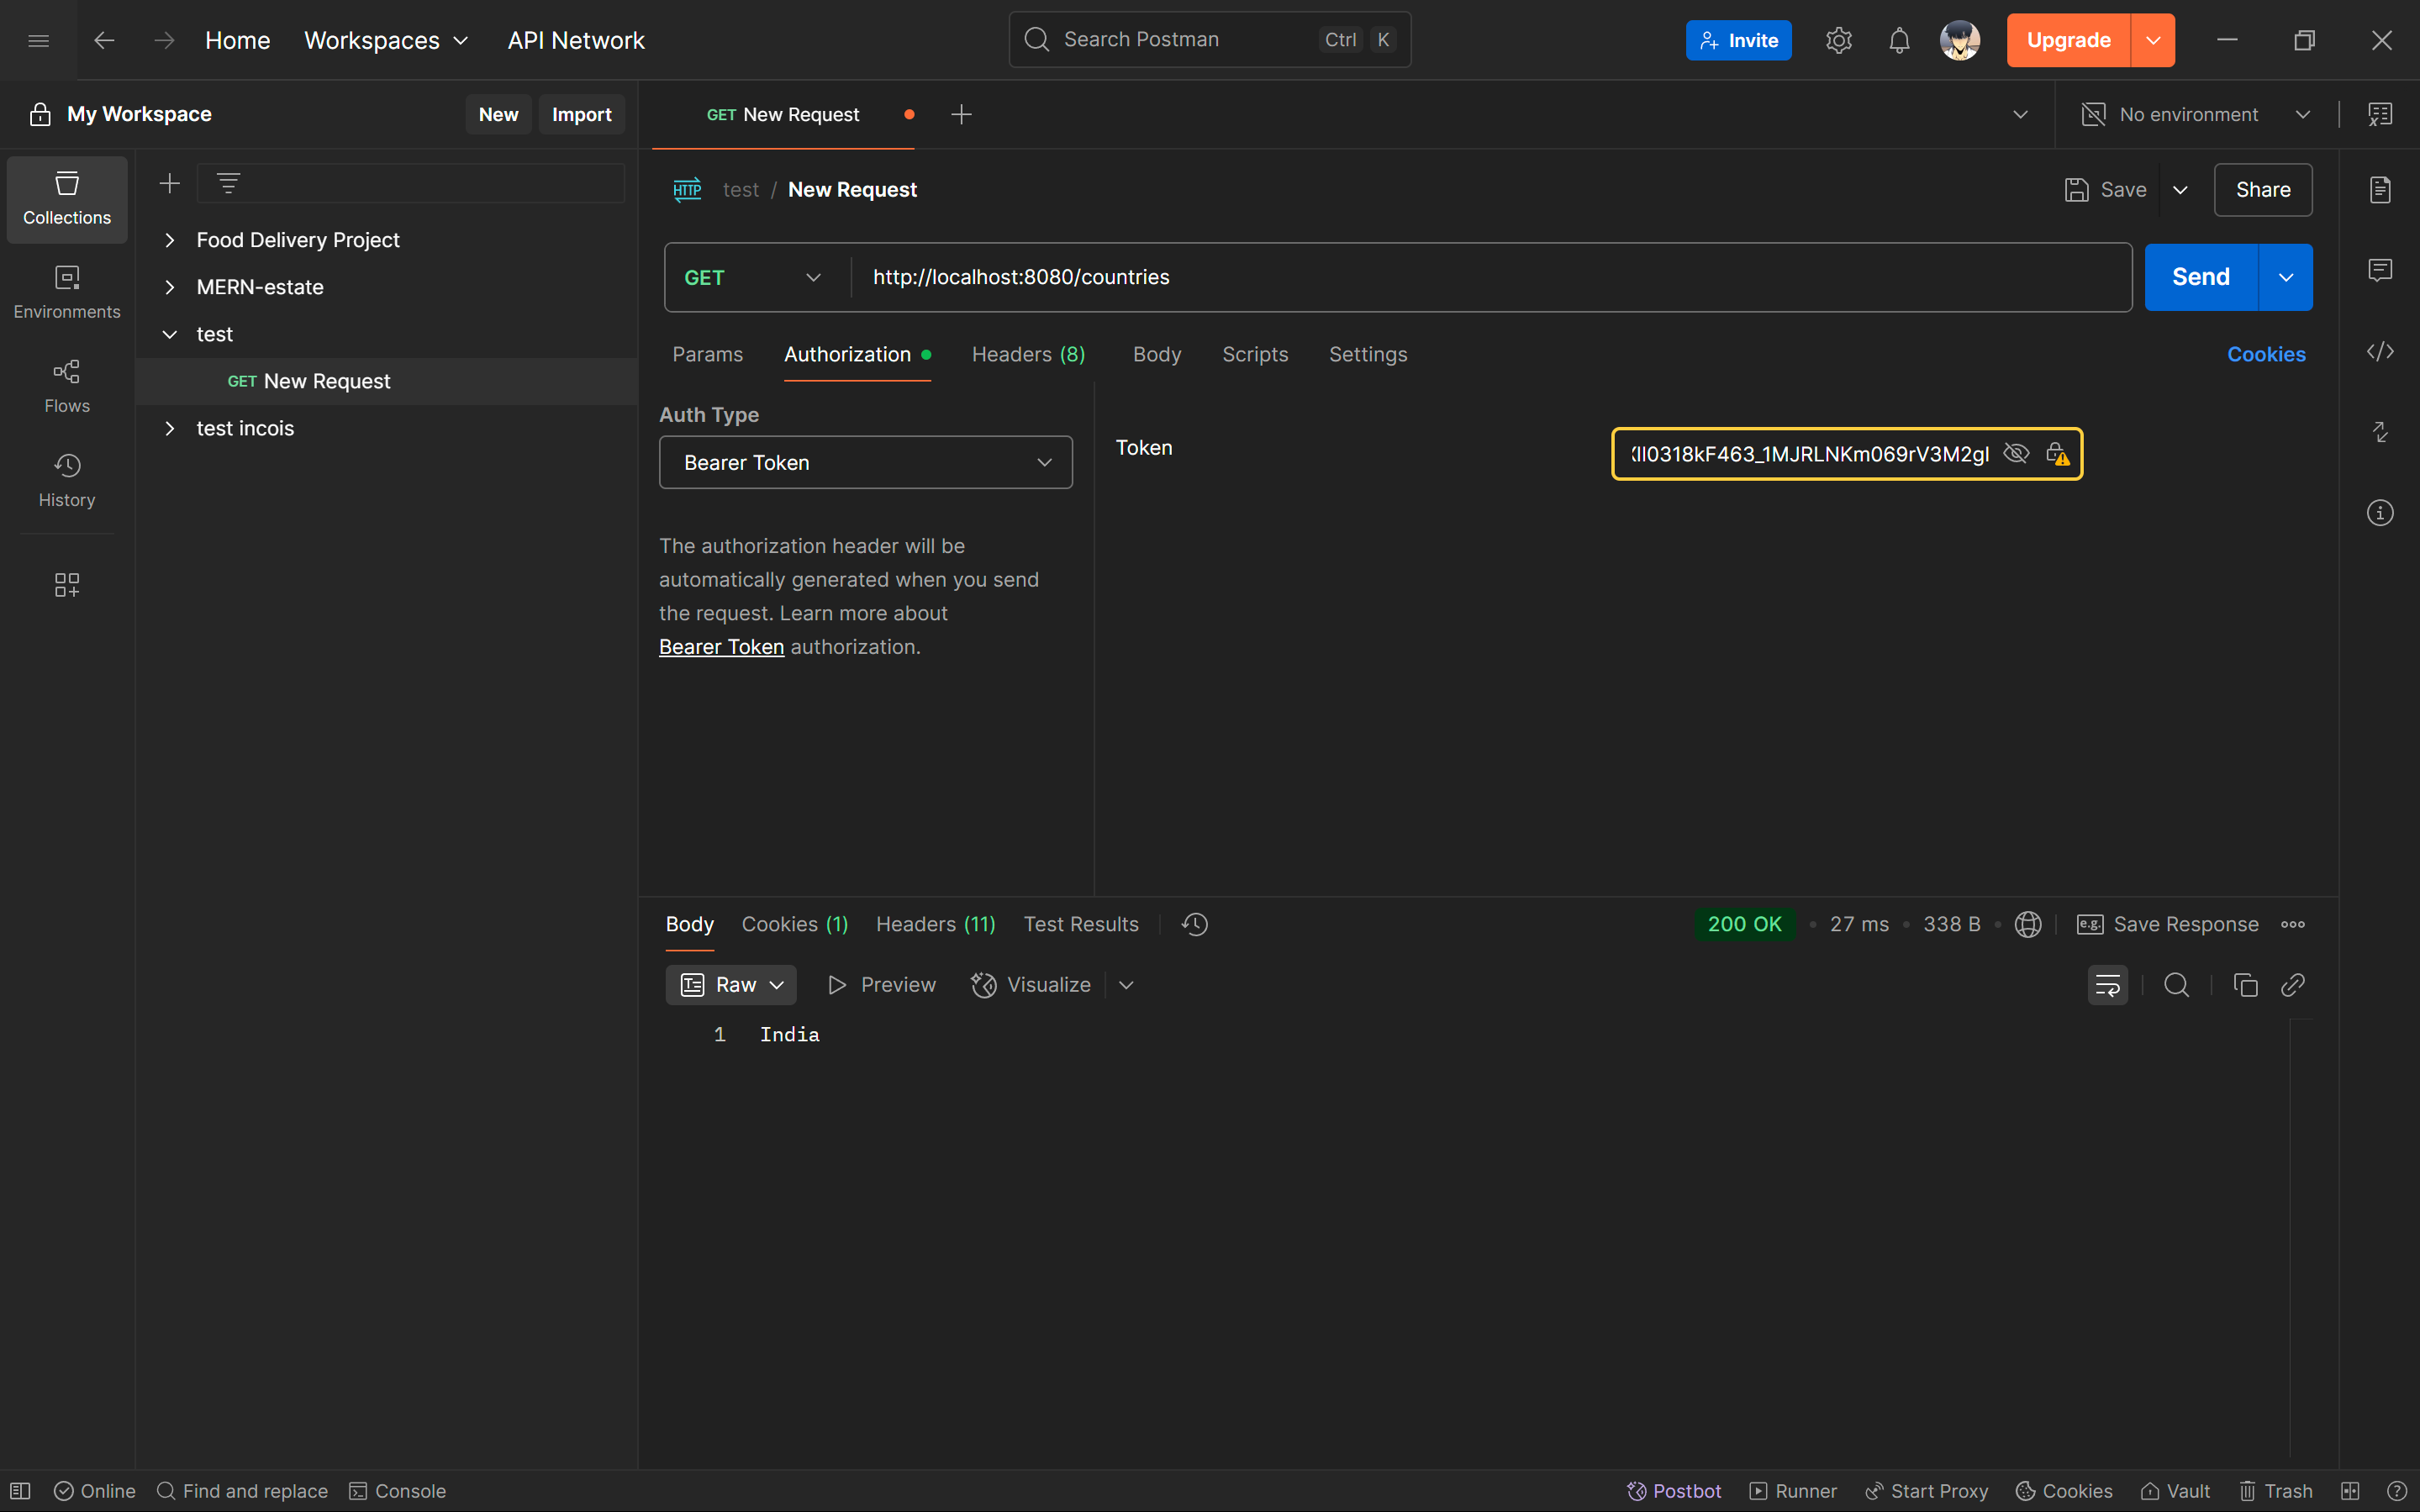 Home Workspaces API Network
Search Postman Ctrl K
Invite
Upgrade
My Workspace
New
Import
GET New Request
No environment
Collections
Environments
Flows
History
Food Delivery Project
MERN-estate
test
GET New Request
test incois
HTTP test / New Request
Save
Share
GET
http://localhost:8080/countries
Send
Params Authorization Headers (8) Body Scripts Settings
Cookies
Auth Type
Bearer Token
The authorization header will be
automatically generated when you send
the request. Learn more about
Bearer Token authorization.
Token
Body Cookies (1) Headers (11) Test Results
200 OK • 27 ms • 338 B •
e.g. Save Response
Raw Preview Visualize
1 India
Online Find and replace Console
Postbot Runner Start Proxy Cookies Vault Trash